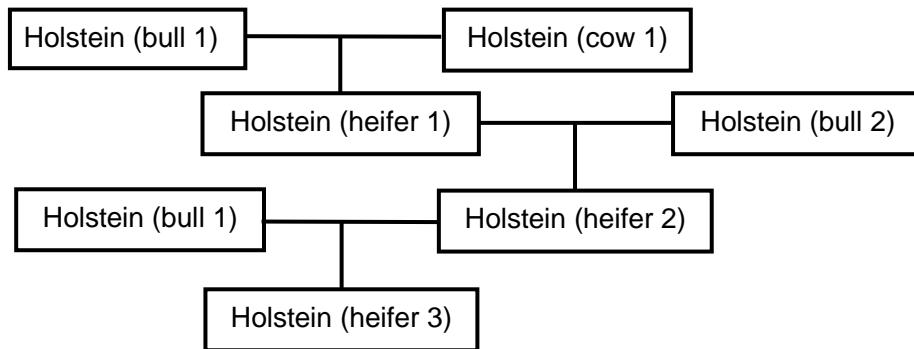 Holstein (bull 1)
Holstein (cow 1)
Holstein (heifer 1)
Holstein (bull 2)
Holstein (bull 1)
Holstein (heifer 2)
Holstein (heifer 3)